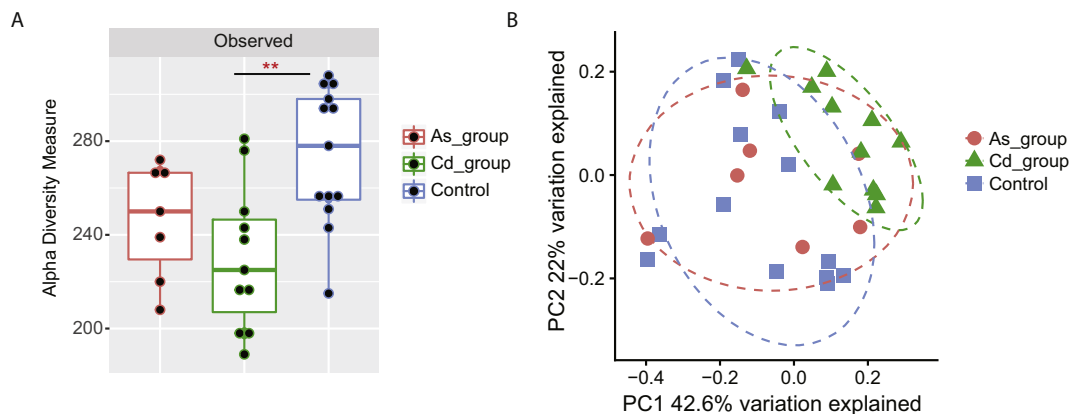 A
Observed
**
Alpha Diversity Measure
280
240
200
As_group
Cd_group
Control
B
PC2 22% variation explained
0.2
0.0
−0.2
−0.4
−0.2
0.0
0.2
PC1 42.6% variation explained
As_group
Cd_group
Control